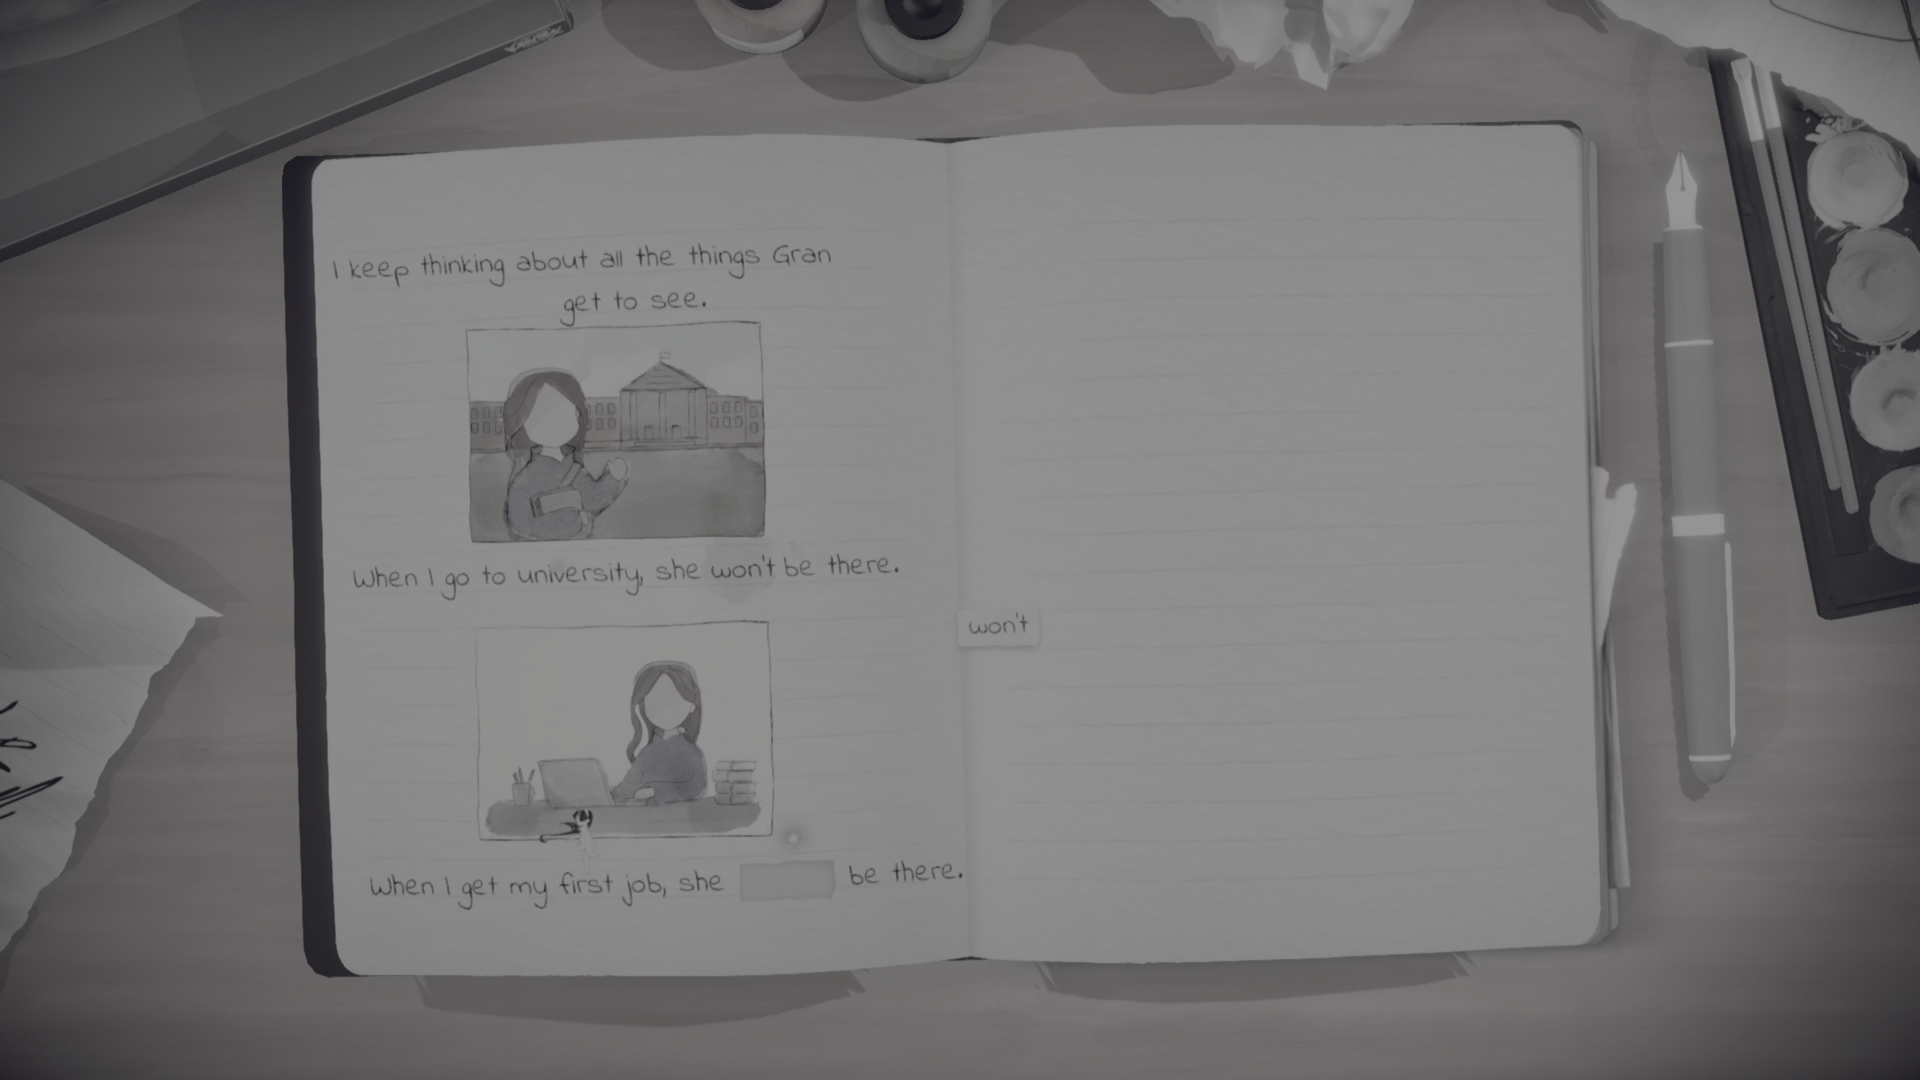 I keep thinking about all the things Gran
get to see.
When I go to university, she won't be there.
won't
When I get my first job, she be there.